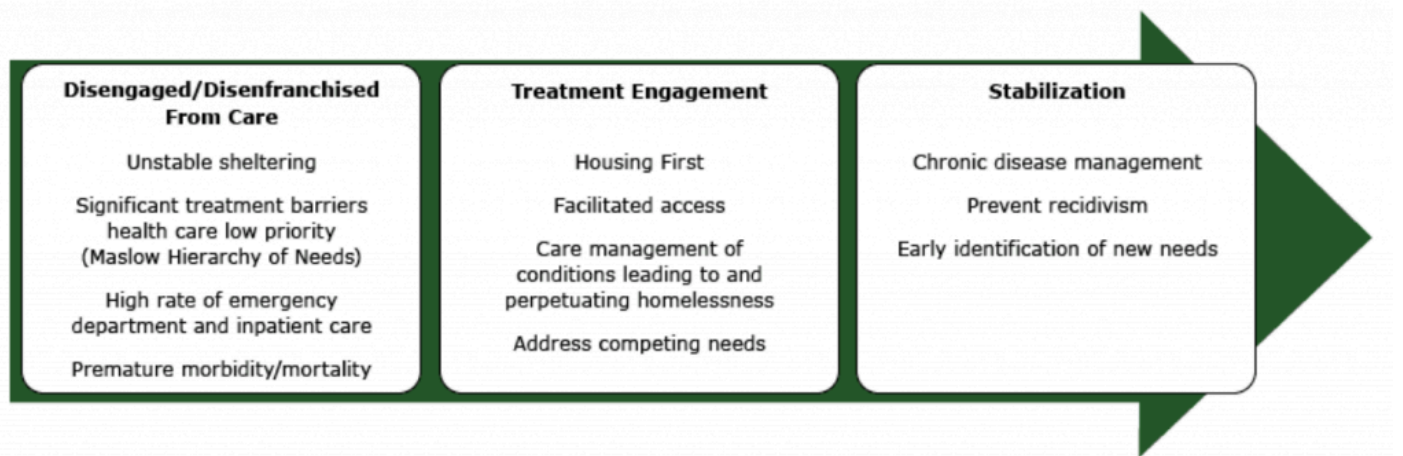 Disengaged/Disenfranchised
From Care
Unstable sheltering
Significant treatment barriers
health care low priority
(Maslow Hierarchy of Needs)
High rate of emergency
department and inpatient care
Premature morbidity/mortality
Treatment Engagement
Housing First
Facilitated access
Care management of
conditions leading to and
perpetuating homelessness
Address competing needs
Stabilization
Chronic disease management
Prevent recidivism
Early identification of new needs